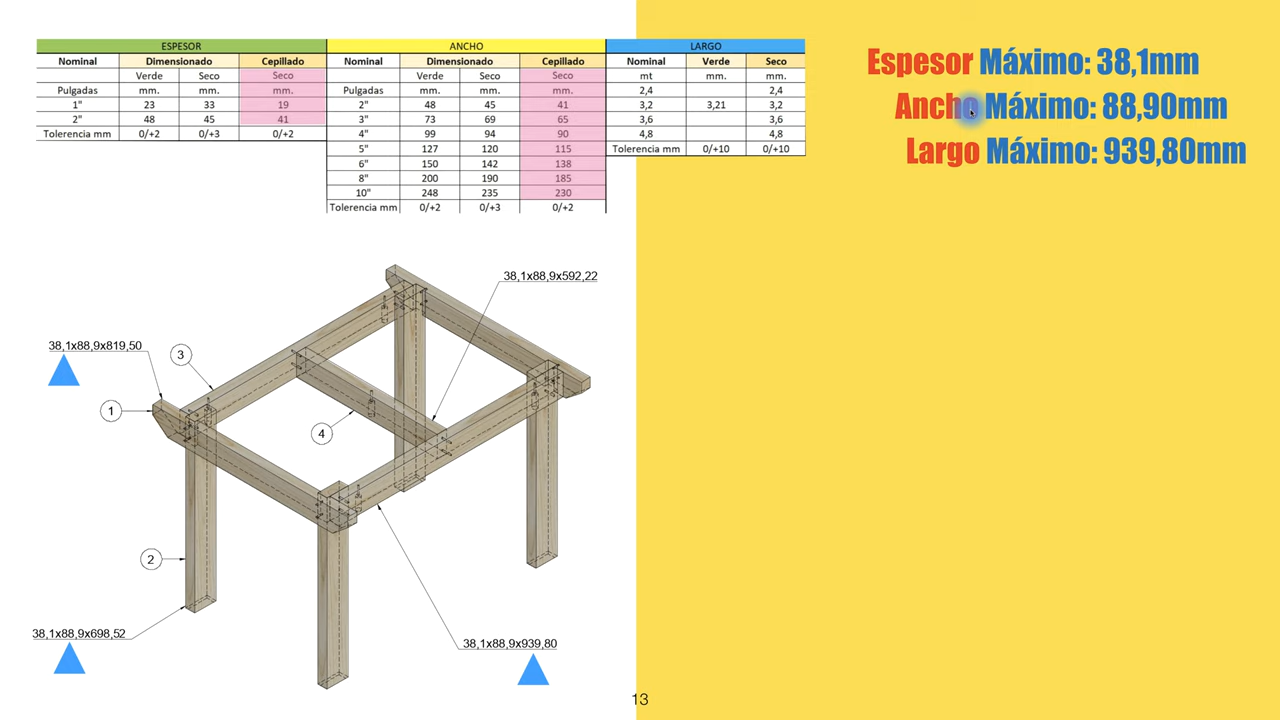 ESPESOR
Nominal Dimensionado Cepillado
Verde Seco Seco
Pulgadas mm. mm. mm.
1" 23 33 19
2" 48 45 41
Tolerencia mm 0/+2 0/+3 0/+2
ANCHO
Nominal Dimensionado Cepillado
Verde Seco Seco
Pulgadas mm. mm. mm.
2" 48 45 41
3" 73 69 65
4" 99 94 90
5" 127 120 115
6" 150 142 138
8" 200 190 185
10" 248 235 230
Tolerencia mm 0/+2 0/+3 0/+2
LARGO
Nominal Verde Seco
mt mm. mm.
2,4 2,4
3,2 3,21 3,2
3,6 3,6
4,8 4,8
Tolerencia mm 0/+10 0/+10
Espesor Máximo: 38,1mm
Ancho Máximo: 88,90mm
Largo Máximo: 939,80mm
38,1x88,9x592,22
38,1x88,9x819,50
3
1
4
2
38,1x88,9x698,52
38,1x88,9x939,80
13